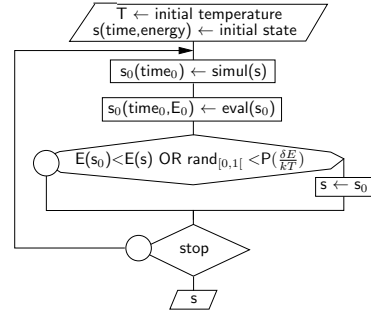 T ← initial temperature
s(time,energy) ← initial state
s₀(time₀) ← simul(s)
s₀(time₀,E₀) ← eval(s₀)
E(s₀)<E(s) OR rand[0,1[ <P(δE/kT)
s ← s₀
stop
s